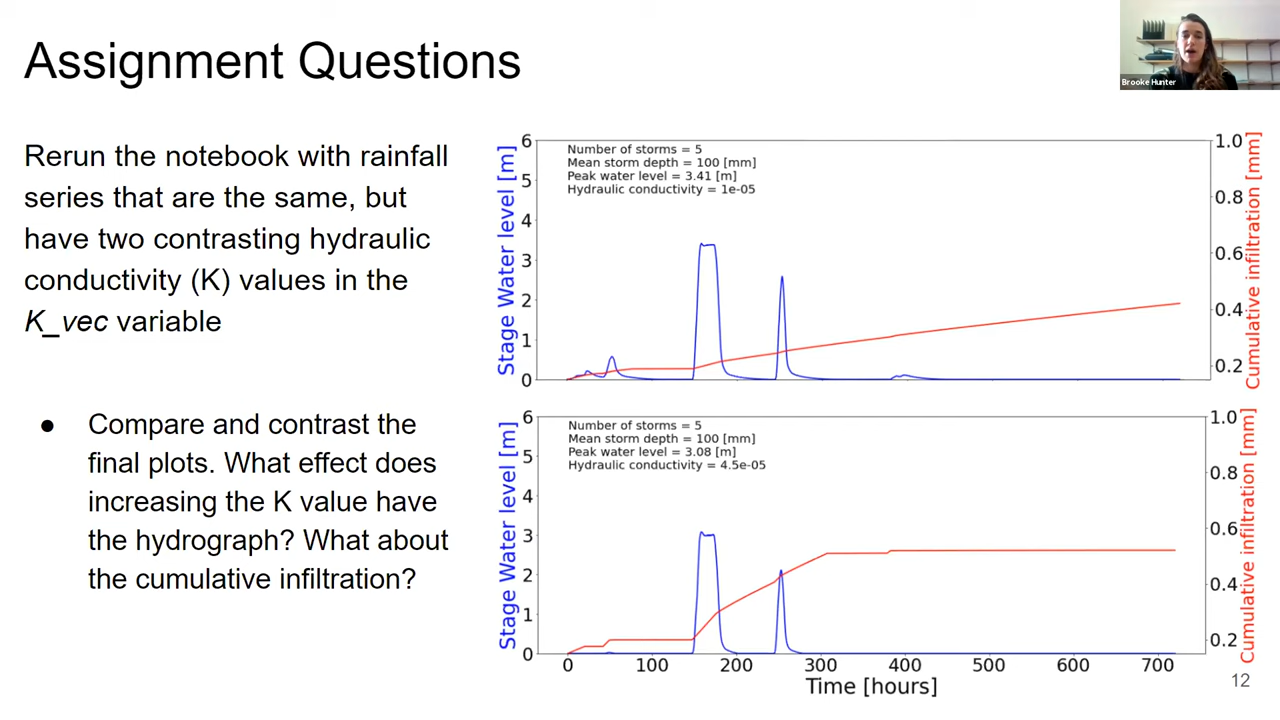 Assignment Questions
Brooke Hunter
Rerun the notebook with rainfall
series that are the same, but
have two contrasting hydraulic
conductivity (K) values in the
K_vec variable
● Compare and contrast the
final plots. What effect does
increasing the K value have
the hydrograph? What about
the cumulative infiltration?
Stage Water level [m]
6
5
4
3
2
1
0
Number of storms = 5
Mean storm depth = 100 [mm]
Peak water level = 3.41 [m]
Hydraulic conductivity = 1e-05
1.0
0.8
0.6
0.4
0.2
Cumulative infiltration [mm]
Stage Water level [m]
6
5
4
3
2
1
0
Number of storms = 5
Mean storm depth = 100 [mm]
Peak water level = 3.08 [m]
Hydraulic conductivity = 4.5e-05
1.0
0.8
0.6
0.4
0.2
Cumulative infiltration [mm]
0 100 200 300 400 500 600 700
Time [hours]
12